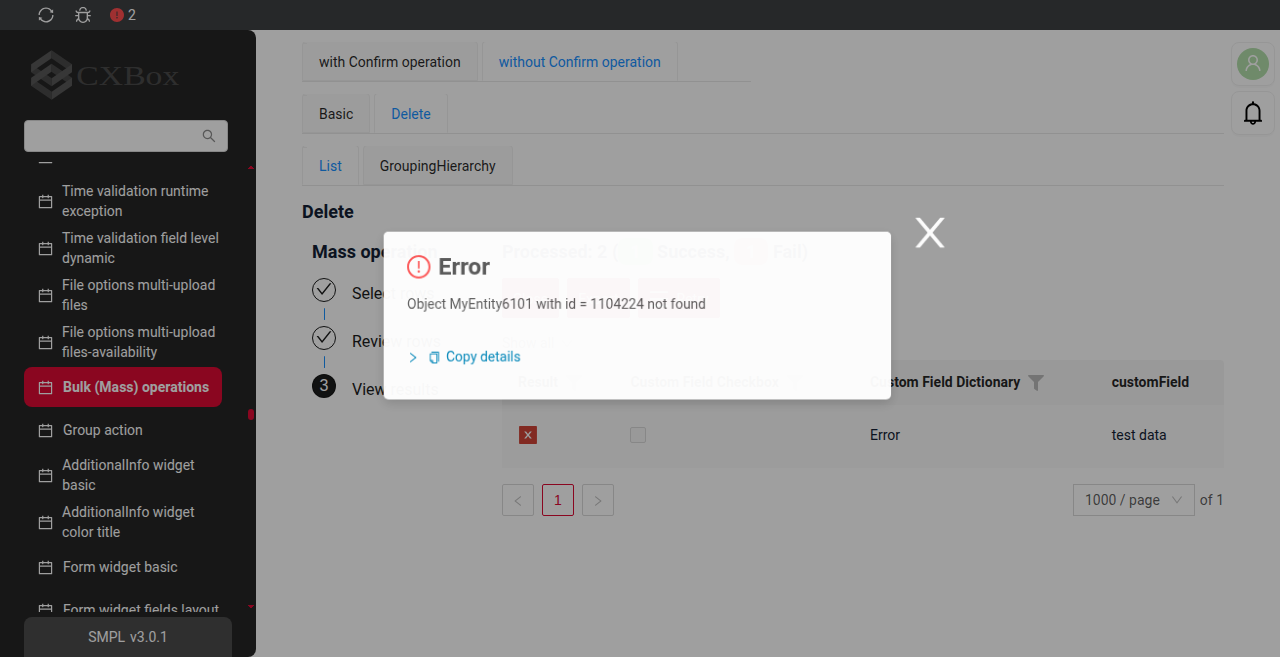 2
CXBox
with Confirm operation
without Confirm operation
Basic
Delete
List
GroupingHierarchy
Delete
Time validation runtime
exception
Time validation field level
dynamic
File options multi-upload
files
File options multi-upload
files-availability
Bulk (Mass) operations
Group action
AdditionalInfo widget
basic
AdditionalInfo widget
color title
Form widget basic
Form widget fields layout
SMPL v3.0.1
Mass operation
Processed: 2 (
Success,
Fail)
Select rows
Review rows
3
View results
Error
Object MyEntity6101 with id = 1104224 not found
Copy details
Result
Custom Field Checkbox
Custom Field Dictionary
customField
x
Error
test data
<
1
>
1000 / page
of 1